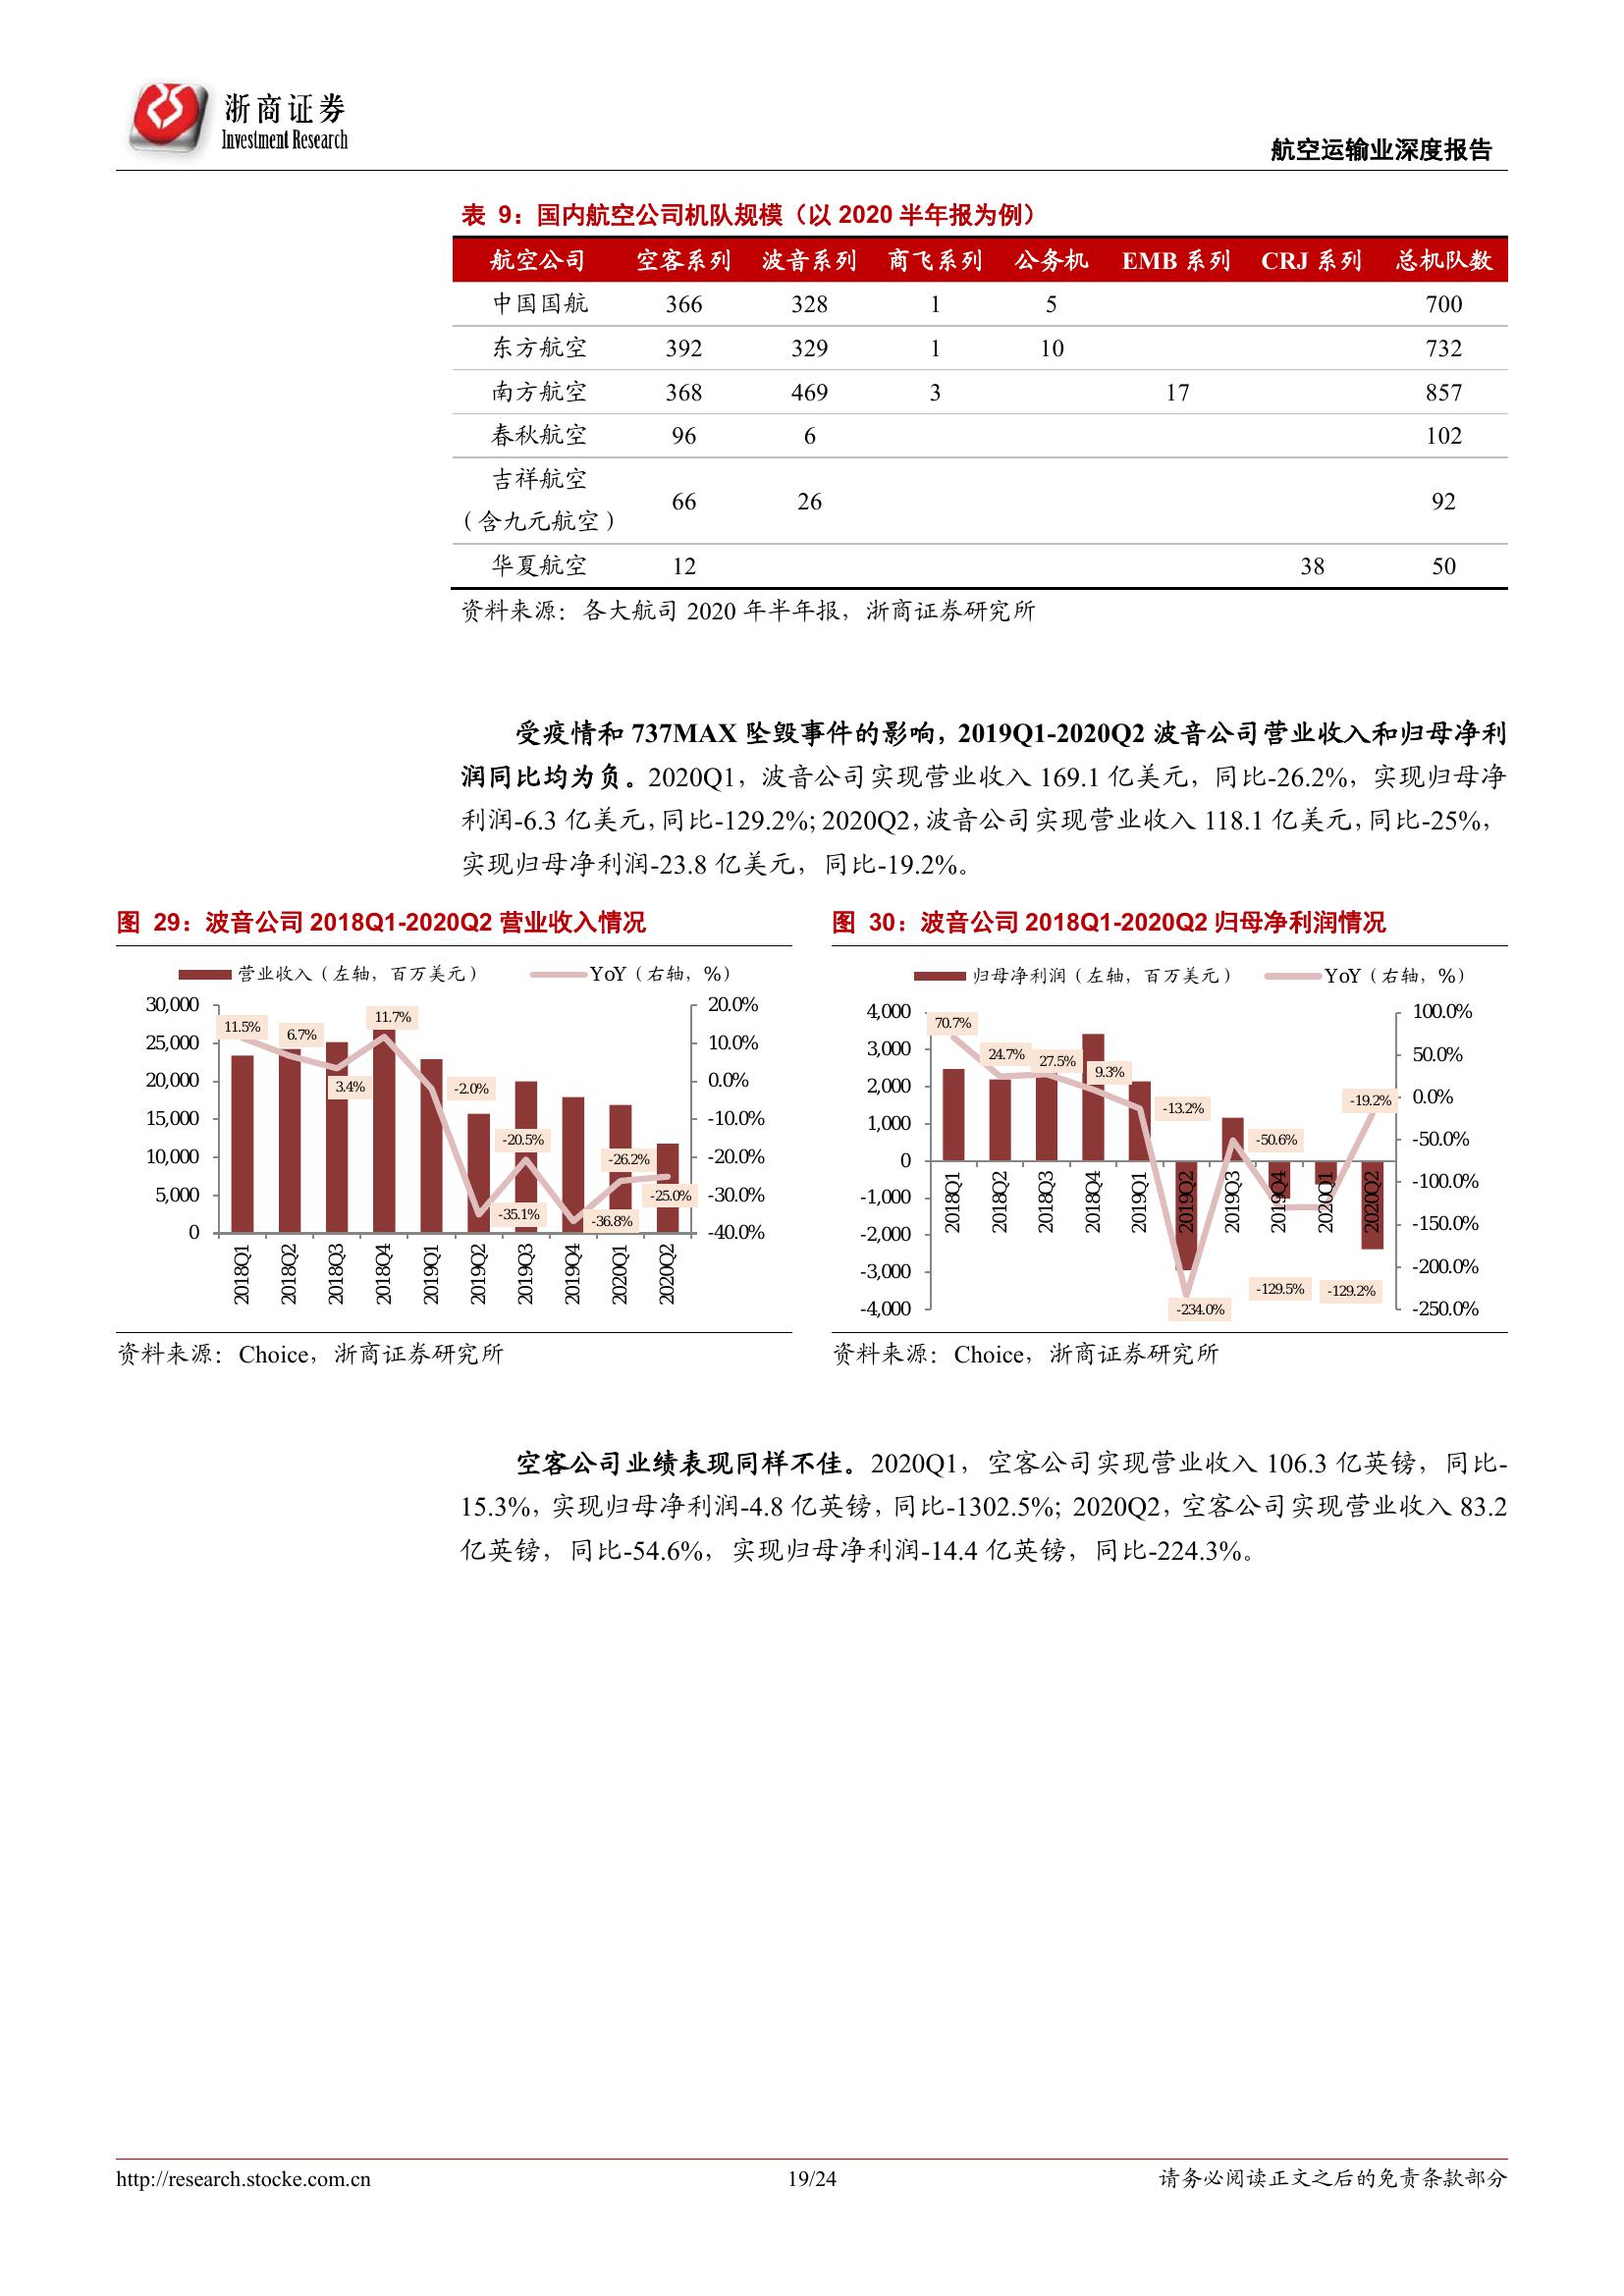 浙商证券
Investment Research
航空运输业深度报告
表 9：国内航空公司机队规模（以 2020 半年报为例）
航空公司 空客系列 波音系列 商飞系列 公务机 EMB 系列 CRJ 系列 总机队数
中国国航 366 328 1 5 700
东方航空 392 329 1 10 732
南方航空 368 469 3 17 857
春秋航空 96 6 102
吉祥航空
（含九元航空） 66 26 92
华夏航空 12 38 50
资料来源：各大航司 2020 年半年报，浙商证券研究所
受疫情和 737MAX 坠毁事件的影响，2019Q1-2020Q2 波音公司营业收入和归母净利
润同比均为负。2020Q1，波音公司实现营业收入 169.1 亿美元，同比-26.2%，实现归母净
利润-6.3 亿美元，同比-129.2%；2020Q2，波音公司实现营业收入 118.1 亿美元，同比-25%，
实现归母净利润-23.8 亿美元，同比-19.2%。
图 29：波音公司 2018Q1-2020Q2 营业收入情况
营业收入（左轴，百万美元） YoY（右轴，%）
30,000
25,000
20,000
15,000
10,000
5,000
0
11.5%
6.7%
3.4%
11.7%
-2.0%
-35.1%
-20.5%
-36.8%
-26.2%
-25.0%
20.0%
10.0%
0.0%
-10.0%
-20.0%
-30.0%
-40.0%
2018Q1
2018Q2
2018Q3
2018Q4
2019Q1
2019Q2
2019Q3
2019Q4
2020Q1
2020Q2
资料来源：Choice，浙商证券研究所
图 30：波音公司 2018Q1-2020Q2 归母净利润情况
归母净利润（左轴，百万美元） YoY（右轴，%）
4,000
3,000
2,000
1,000
0
-1,000
-2,000
-3,000
-4,000
70.7%
24.7%
27.5%
9.3%
-13.2%
-234.0%
-50.6%
-129.5%
-129.2%
-19.2%
100.0%
50.0%
0.0%
-50.0%
-100.0%
-150.0%
-200.0%
-250.0%
2018Q1
2018Q2
2018Q3
2018Q4
2019Q1
2019Q2
2019Q3
2019Q4
2020Q1
2020Q2
资料来源：Choice，浙商证券研究所
空客公司业绩表现同样不佳。2020Q1，空客公司实现营业收入 106.3 亿英镑，同比-
15.3%，实现归母净利润-4.8 亿英镑，同比-1302.5%；2020Q2，空客公司实现营业收入 83.2
亿英镑，同比-54.6%，实现归母净利润-14.4 亿英镑，同比-224.3%。
http://research.stocke.com.cn
19/24
请务必阅读正文之后的免责条款部分